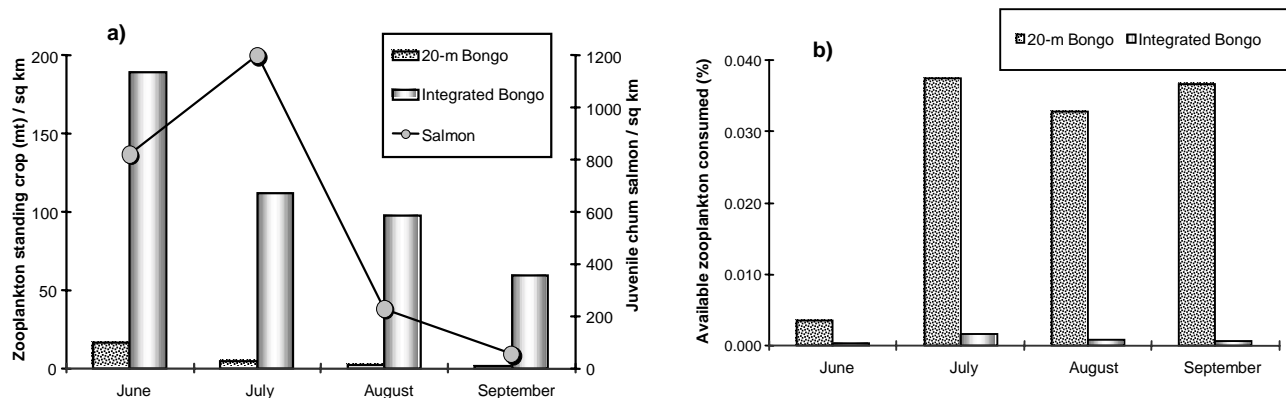 a)
20-m Bongo
Integrated Bongo
Salmon
Zooplankton standing crop (mt) / sq km
200
150
100
50
0
Juvenile chum salmon / sq km
1200
1000
800
600
400
200
0
June July August September
b)
20-m Bongo Integrated Bongo
Available zooplankton consumed (%)
0.040
0.030
0.020
0.010
0.000
June July August September